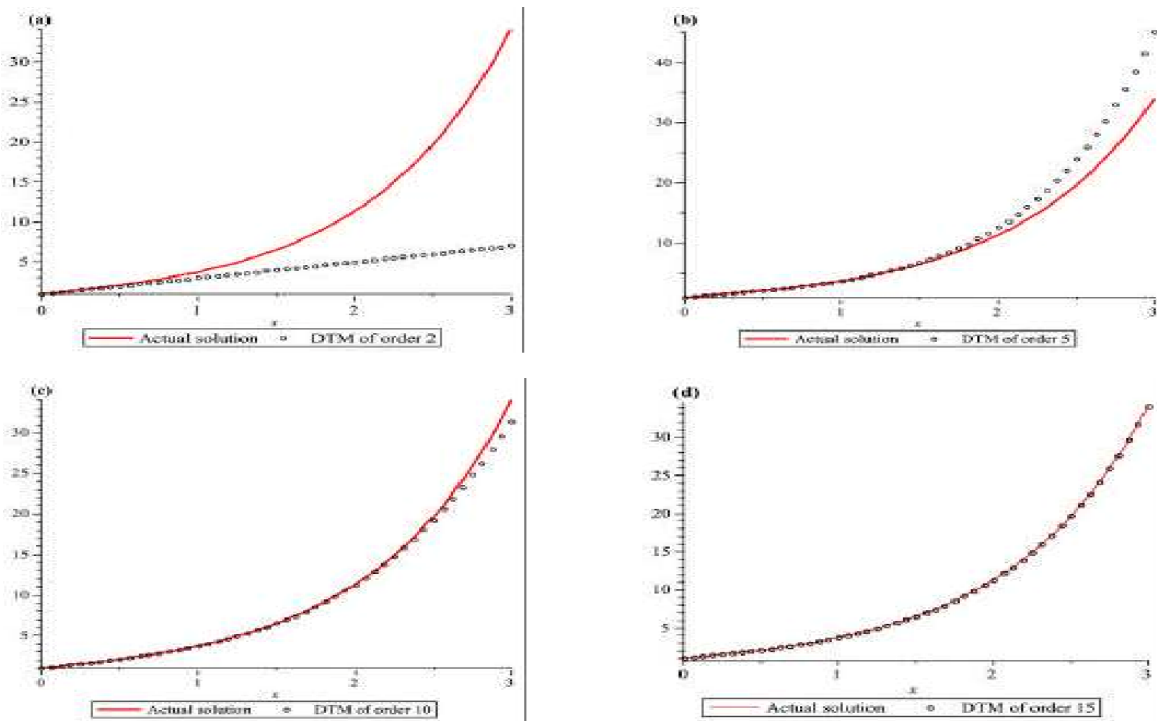 (a)
30
25
20
15
10
5
0 1 2 3
x
Actual solution DTM of order 2
(b)
40
30
20
10
0 1 2 3
x
Actual solution DTM of order 5
(c)
30
25
20
15
10
5
0 1 2 3
x
Actual solution DTM of order 10
(d)
30
25
20
15
10
5
0 1 2 3
x
Actual solution DTM of order 15